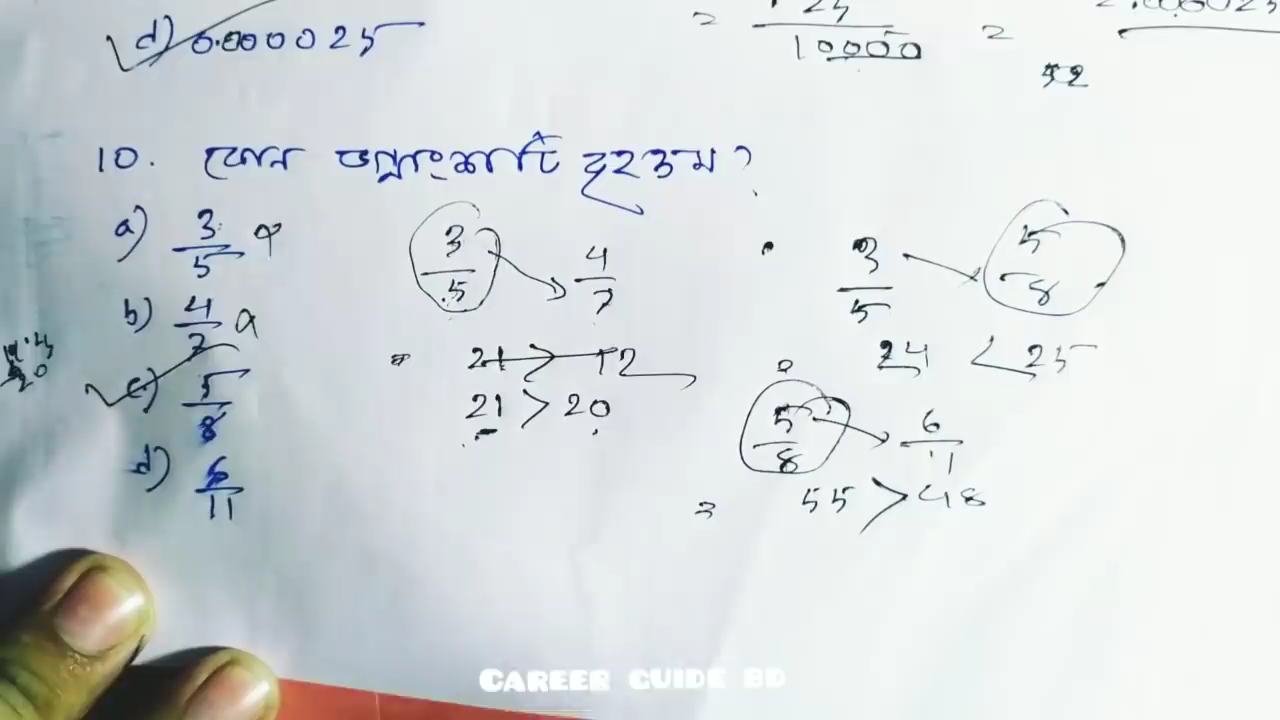 d) 0.000025
= 25/10000 =
10. কোন ভগ্নাংশটি বৃহত্তম?
a) 3/5
b) 4/7
c) 5/8
d) 6/11
3/5 4/7
= 21 > 12
21 > 20
3/5 5/8
24 < 25
5/8 6/11
= 55 > 48
CAREER GUIDE BD